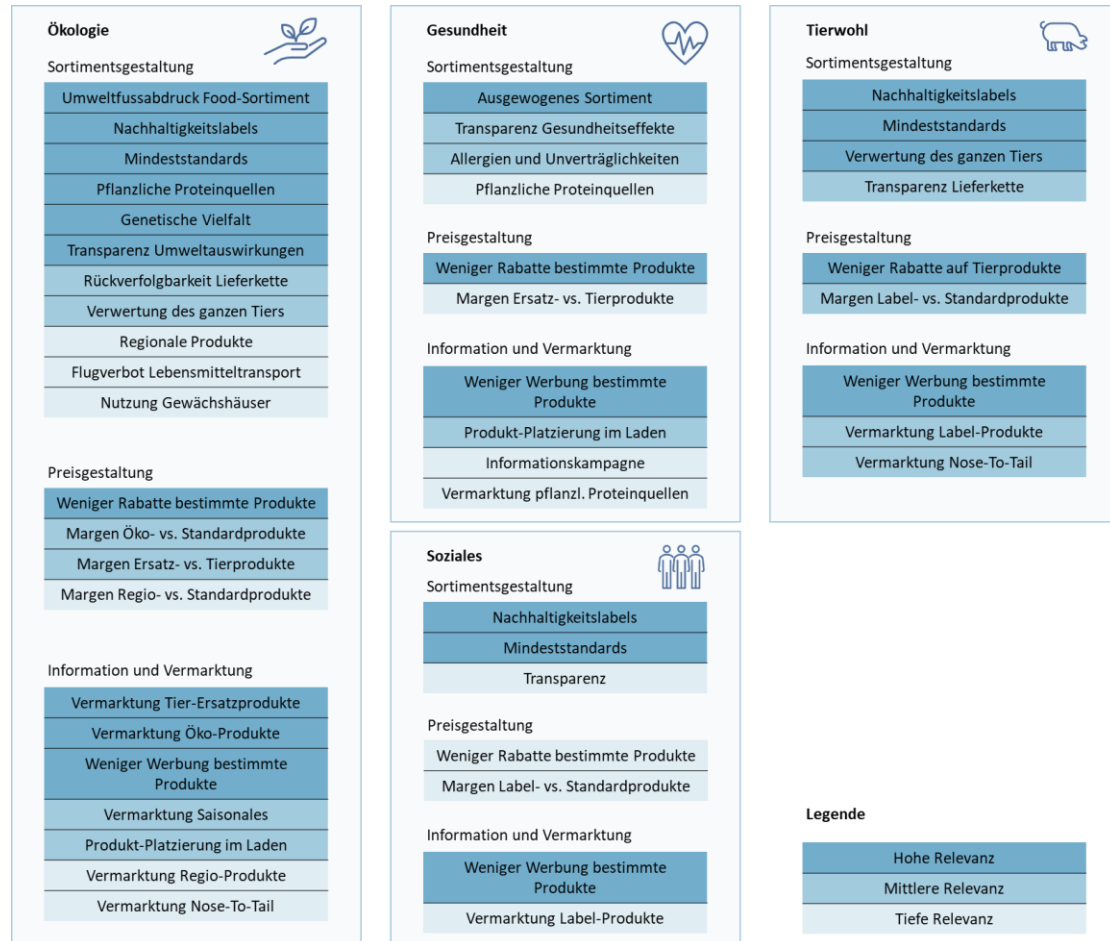 Ökologie
Sortimentsgestaltung
Umweltfussabdruck Food-Sortiment
Nachhaltigkeitslabels
Mindeststandards
Pflanzliche Proteinquellen
Genetische Vielfalt
Transparenz Umweltauswirkungen
Rückverfolgbarkeit Lieferkette
Verwertung des ganzen Tiers
Regionale Produkte
Flugverbot Lebensmitteltransport
Nutzung Gewächshäuser
Preisgestaltung
Weniger Rabatte bestimmte Produkte
Margen Öko- vs. Standardprodukte
Margen Ersatz- vs. Tierprodukte
Margen Regio- vs. Standardprodukte
Information und Vermarktung
Vermarktung Tier-Ersatzprodukte
Vermarktung Öko-Produkte
Weniger Werbung bestimmte
Produkte
Vermarktung Saisonales
Produkt-Platzierung im Laden
Vermarktung Regio-Produkte
Vermarktung Nose-To-Tail
Gesundheit
Sortimentsgestaltung
Ausgewogenes Sortiment
Transparenz Gesundheitseffekte
Allergien und Unverträglichkeiten
Pflanzliche Proteinquellen
Preisgestaltung
Weniger Rabatte bestimmte Produkte
Margen Ersatz- vs. Tierprodukte
Information und Vermarktung
Weniger Werbung bestimmte
Produkte
Produkt-Platzierung im Laden
Informationskampagne
Vermarktung pflanzl. Proteinquellen
Soziales
Sortimentsgestaltung
Nachhaltigkeitslabels
Mindeststandards
Transparenz
Preisgestaltung
Weniger Rabatte bestimmte Produkte
Margen Label- vs. Standardprodukte
Information und Vermarktung
Weniger Werbung bestimmte
Produkte
Vermarktung Label-Produkte
Tierwohl
Sortimentsgestaltung
Nachhaltigkeitslabels
Mindeststandards
Verwertung des ganzen Tiers
Transparenz Lieferkette
Preisgestaltung
Weniger Rabatte auf Tierprodukte
Margen Label- vs. Standardprodukte
Information und Vermarktung
Weniger Werbung bestimmte
Produkte
Vermarktung Label-Produkte
Vermarktung Nose-To-Tail
Legende
Hohe Relevanz
Mittlere Relevanz
Tiefe Relevanz